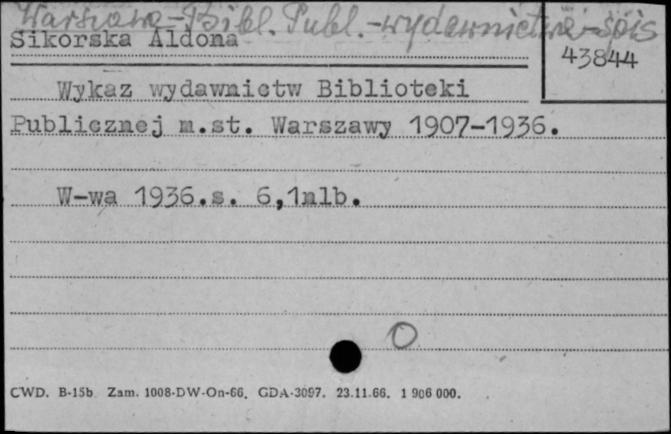 Warszawa-Bibl. Publ.-wydawnictwa-spis
Sikorska Aldona
43844
Wykaz wydawnictw Biblioteki
Publicznej m.st. Warszawy 1907-1936.
W-wa 1936.s. 6,1nlb.
O
CWD. B-15b. Zam. 1008-DW-On-66. GDA-3097. 23.11.66. 1 906 000.